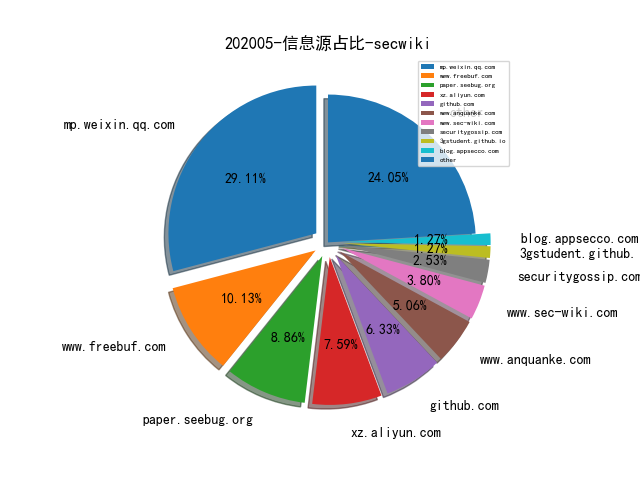 202005-信息源占比-secwiki
mp.weixin.qq.com
www.freebuf.com
paper.seebug.org
xz.aliyun.com
github.com
www.anquanke.com
www.sec-wiki.com
securitygossip.com
3gstudent.github.io
blog.appsecco.com
other
mp.weixin.qq.com
29.11%
24.05%
1.27%
blog.appsecco.com
1.27%
3gstudent.github.
2.53%
securitygossip.com
3.80%
www.sec-wiki.com
10.13%
5.06%
6.33%
8.86%
7.59%
www.freebuf.com
www.anquanke.com
github.com
paper.seebug.org
xz.aliyun.com